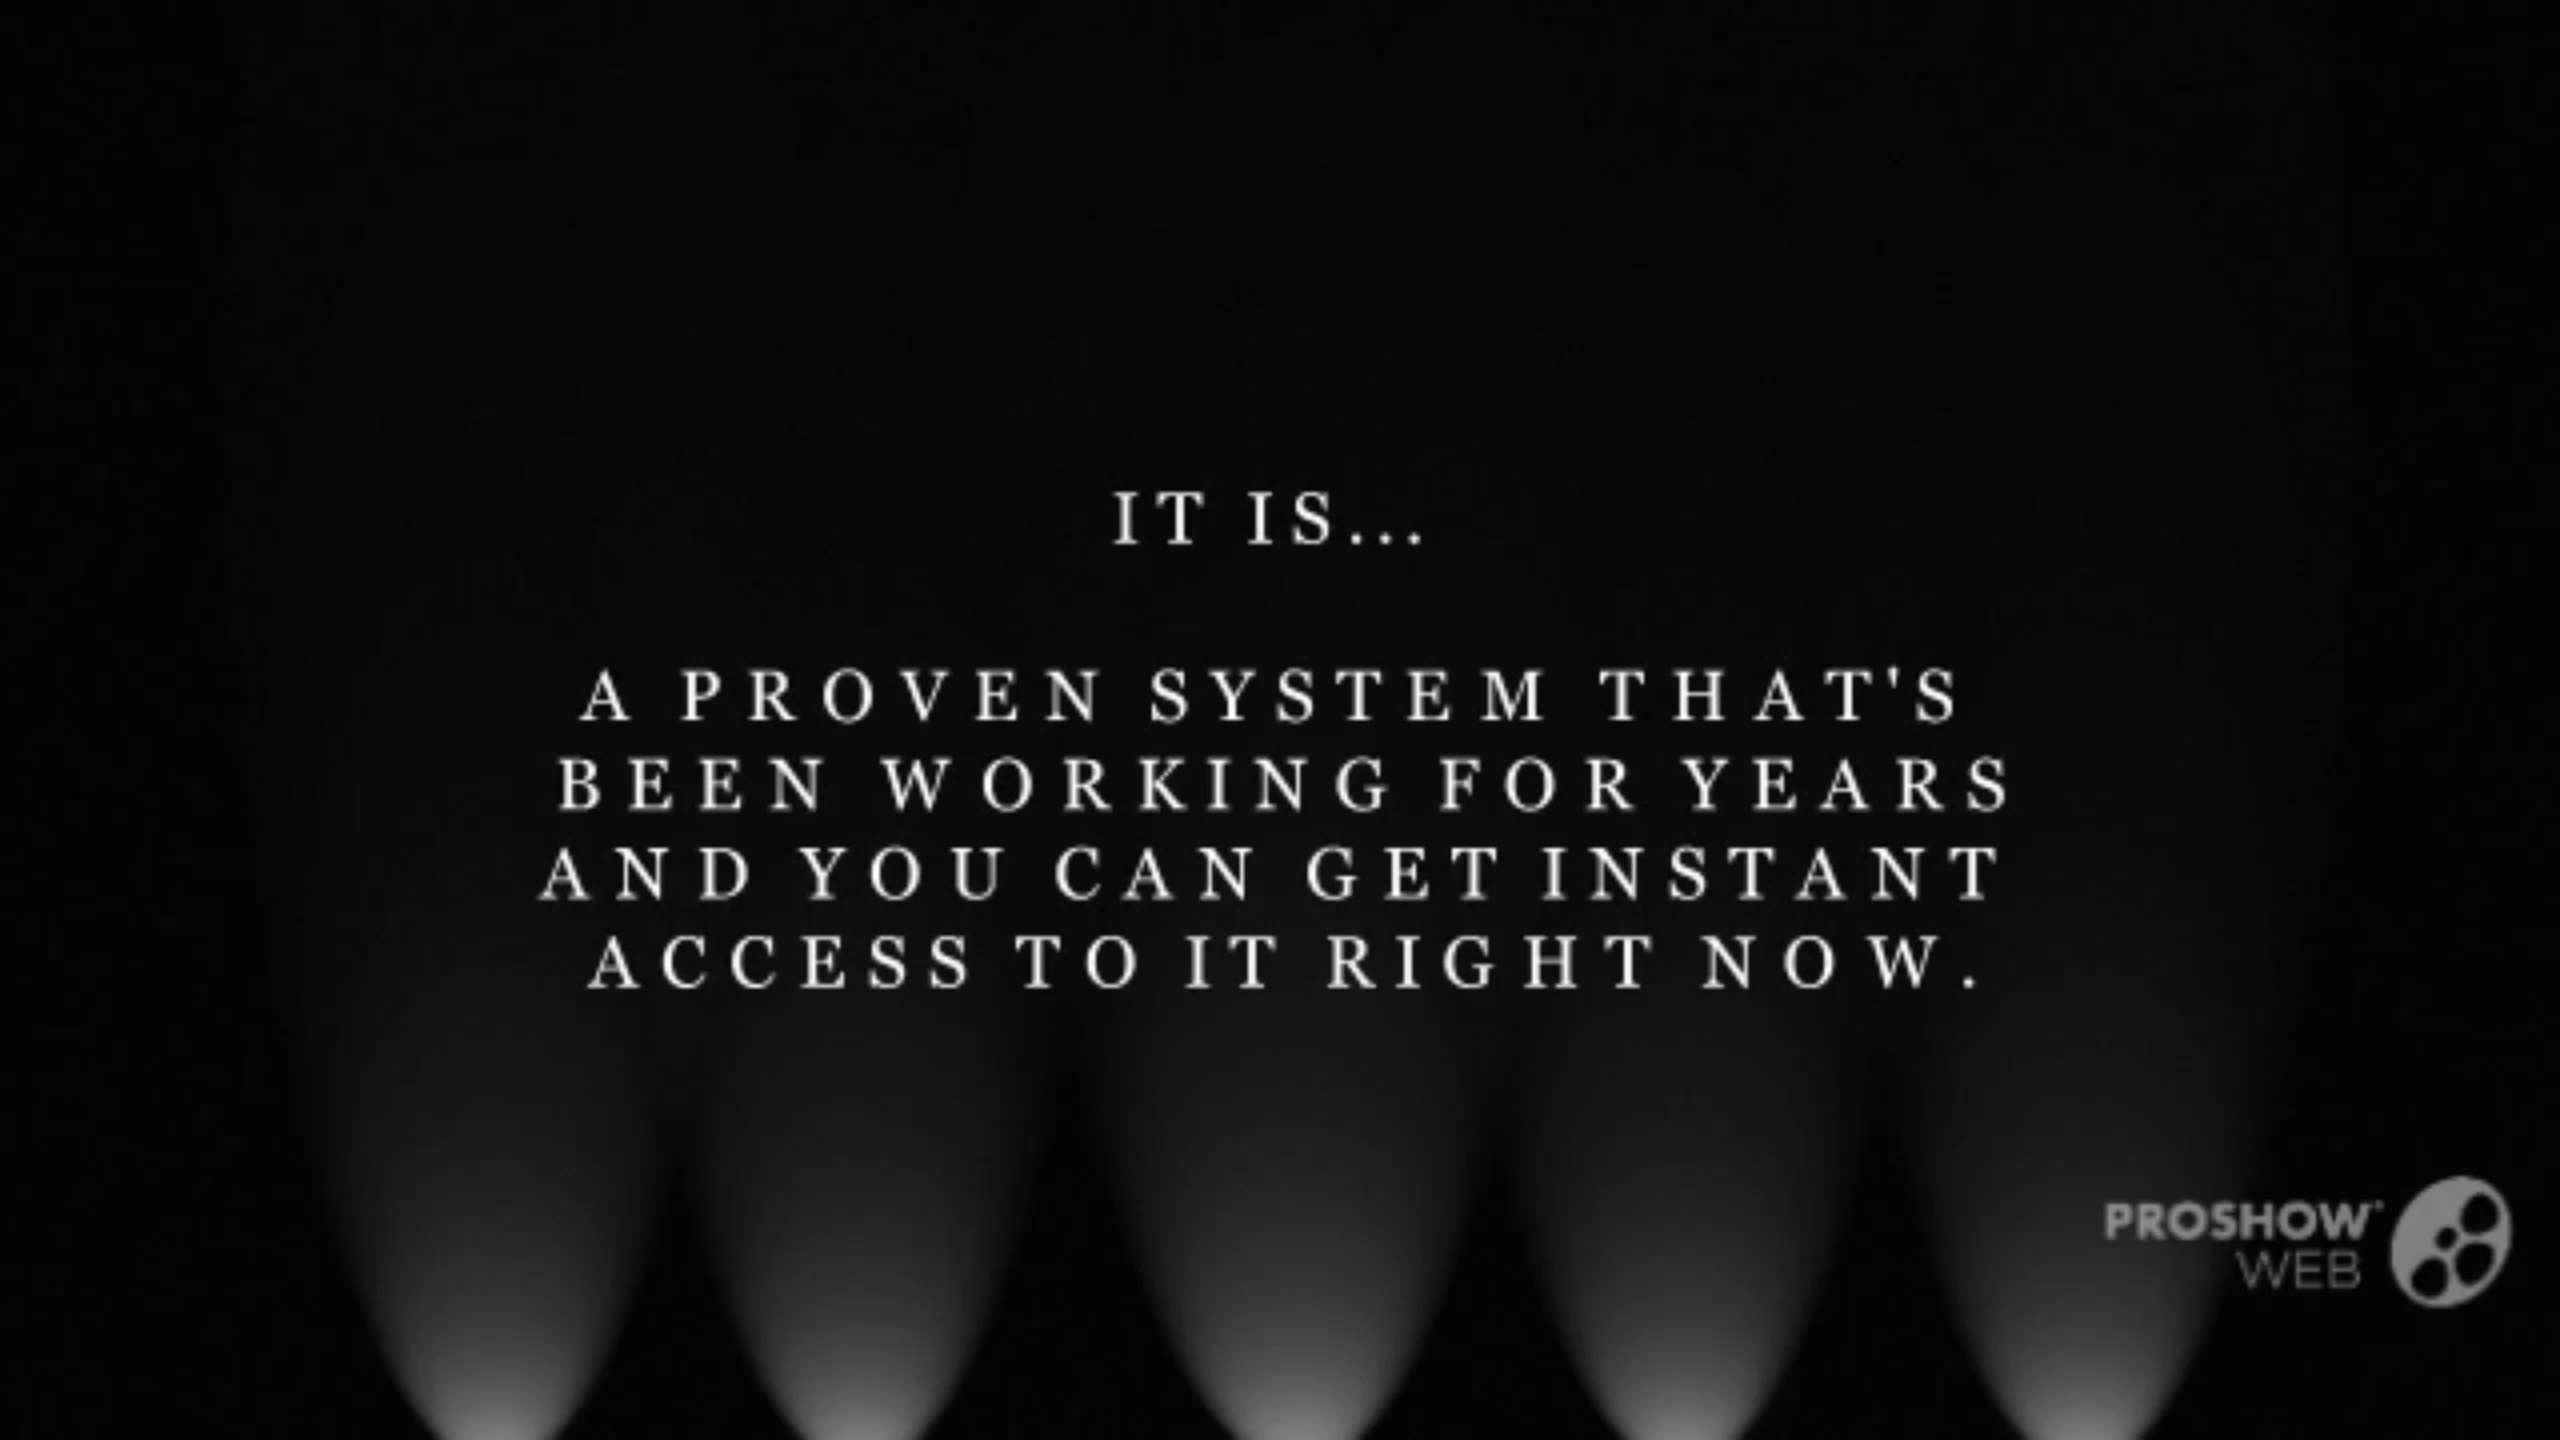 IT IS...
A PROVEN SYSTEM THAT'S
BEEN WORKING FOR YEARS
AND YOU CAN GET INSTANT
ACCESS TO IT RIGHT NOW.
PROSHOW
WEB